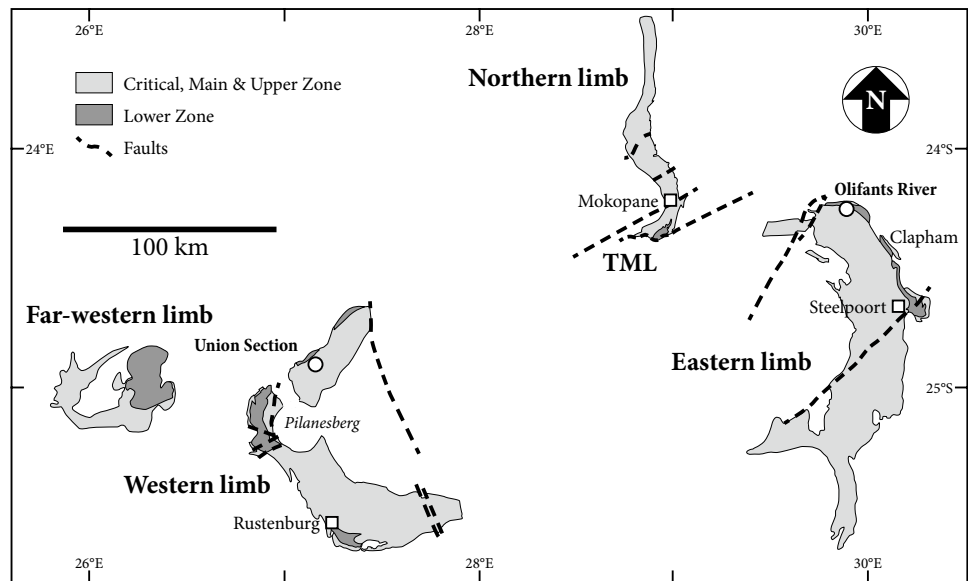 26°E
28°E
30°E
Critical, Main & Upper Zone
Lower Zone
Faults
Northern limb
N
24°E
24°S
Mokopane
Olifants River
TML
Clapham
100 km
Steelpoort
Far-western limb
Union Section
Eastern limb
25°S
Pilanesberg
Western limb
Rustenburg
26°E
28°E
30°E